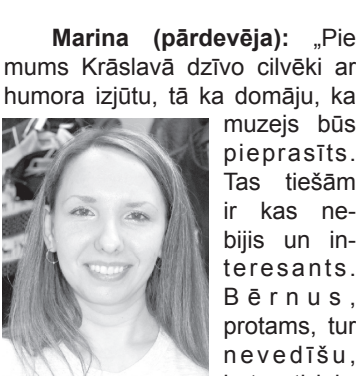 Marina (pārdevēja): „Pie
mums Krāslavā dzīvo cilvēki ar
humora izjūtu, tā ka domāju, ka
muzejs būs
pieprasīts.
Tas tiešām
ir kas ne-
bijis un in-
teresants.
Bērnus,
protams, tur
nevedīšu,